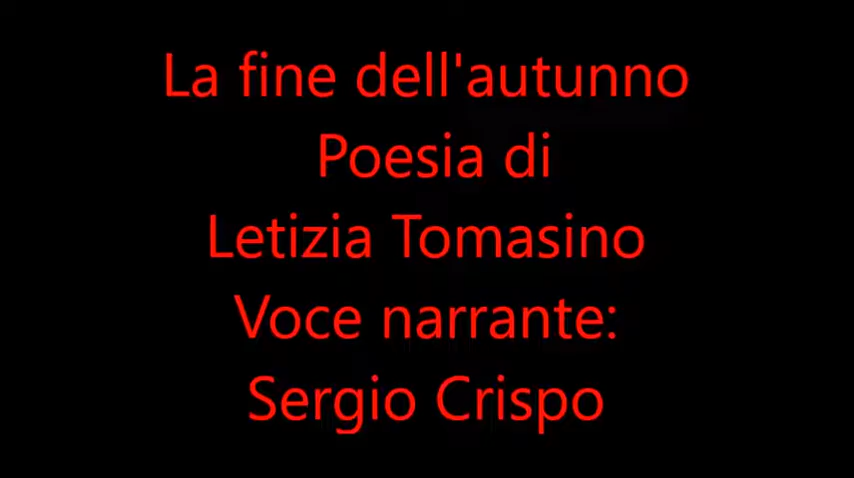 La fine dell'autunno
Poesia di
Letizia Tomasino
Voce narrante:
Sergio Crispo